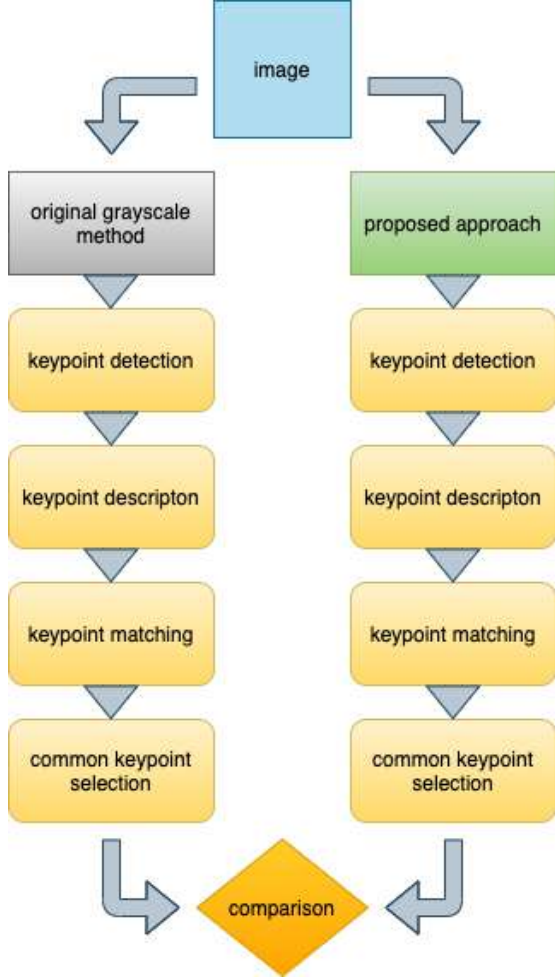 image
original grayscale
method
proposed approach
keypoint detection
keypoint detection
keypoint descripton
keypoint descripton
keypoint matching
keypoint matching
common keypoint
selection
common keypoint
selection
comparison